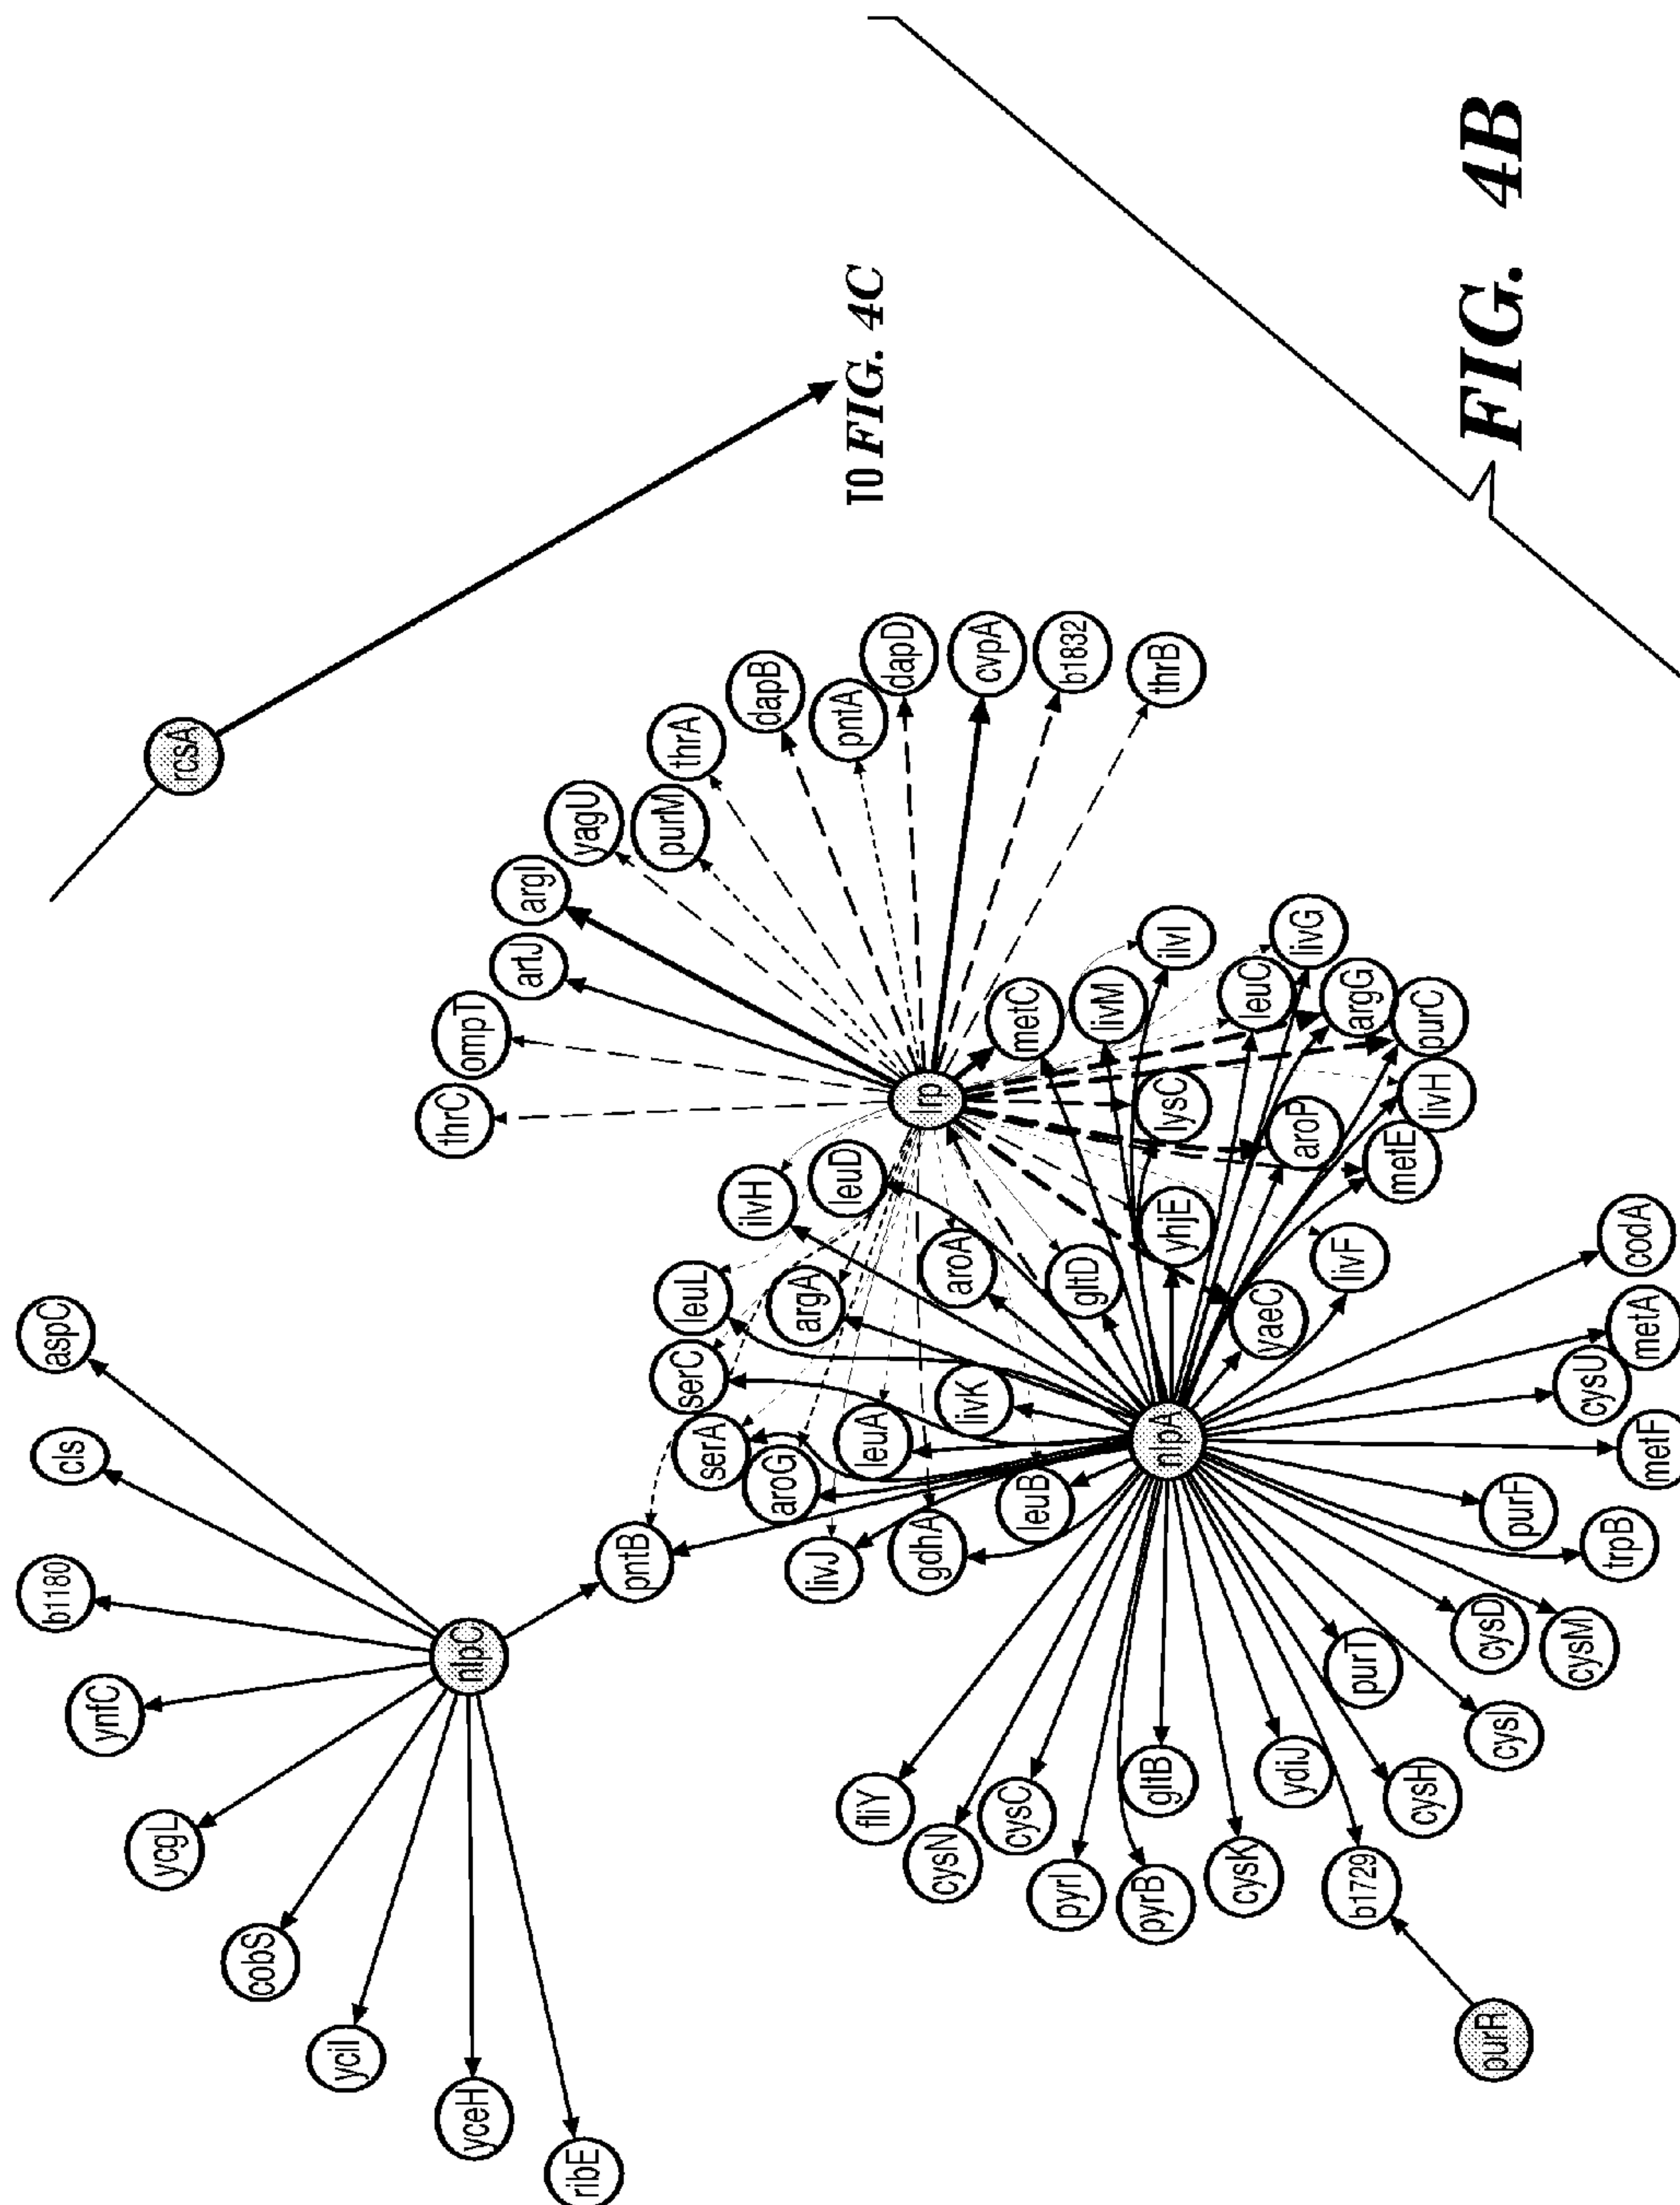 b1180
aspC
cls
ynfC
ycgL
rcsA
cobS
yciI
thrC
nlpC
ompT
yceH
artJ
argI
ribE
yagU
pntB
purM
thrA
serC
leuL
serA
ilvH
dapB
aroG
argA
livJ
leuD
pntA
TO FIG. 4C
fliY
leuA
dapD
gdhA
lrp
cysN
aroA
livK
cvpA
cysC
metC
leuB
pyrI
b1832
gltD
livM
pyrB
gltB
nlpA
thrB
lysC
yhjE
ilvI
cysK
leuC
yaeC
ydiJ
aroP
livG
livF
argG
b1729
purT
metE
cysH
purC
livH
cysD
purR
FIG. 4B
cysI
purF
cysM
cysU
trpB
codA
metA
metF